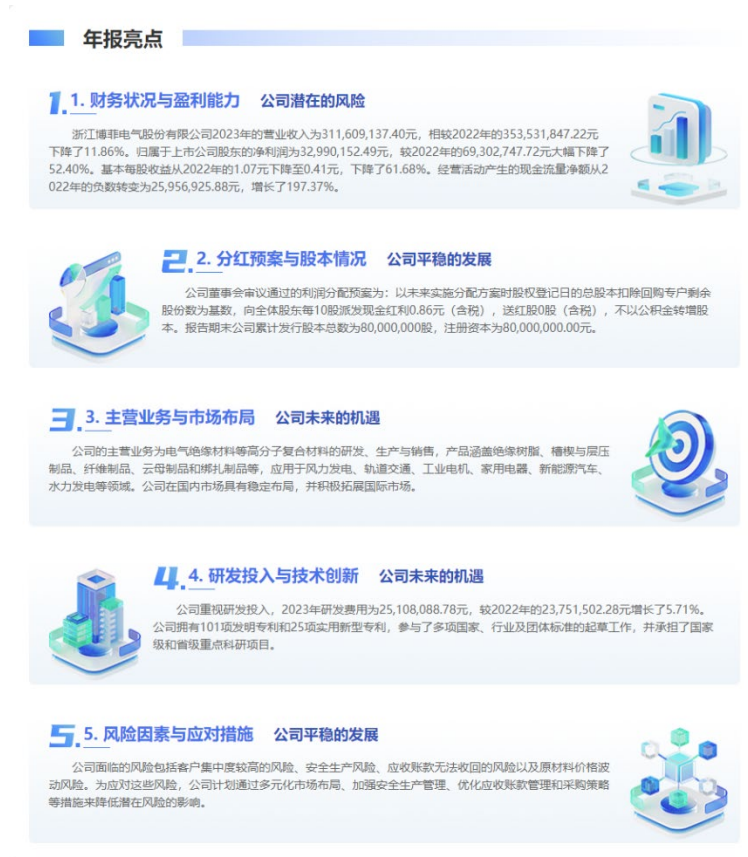 年报亮点
1. 1. 财务状况与盈利能力 公司潜在的风险
浙江博菲电气股份有限公司2023年的营业收入为311,609,137.40元，相较2022年的353,531,847.22元
下降了11.86%。归属于上市公司股东的净利润为32,990,152.49元，较2022年的69,302,747.72元大幅下降了
52.40%。基本每股收益从2022年的1.07元下降至0.41元，下降了61.68%。经营活动产生的现金流量净额从2
022年的负数转变为25,956,925.88元，增长了197.37%。
2. 2. 分红预案与股本情况 公司平稳的发展
公司董事会审议通过的利润分配预案为：以未来实施分配方案时股权登记日的总股本扣除回购专户剩余
股份数为基数，向全体股东每10股派发现金红利0.86元（含税），送红股0股（含税），不以公积金转增股
本。报告期末公司累计发行股本总数为80,000,000股，注册资本为80,000,000.00元。
3. 3. 主营业务与市场布局 公司未来的机遇
公司的主营业务为电气绝缘材料等高分子复合材料的研发、生产与销售，产品涵盖绝缘树脂、槽楔与层压
制品、纤维制品、云母制品和绑扎制品等，应用于风力发电、轨道交通、工业电机、家用电器、新能源汽车、
水力发电等领域。公司在国内市场具有稳定布局，并积极拓展国际市场。
4. 4. 研发投入与技术创新 公司未来的机遇
公司重视研发投入，2023年研发费用为25,108,088.78元，较2022年的23,751,502.28元增长了5.71%。
公司拥有101项发明专利和25项实用新型专利，参与了多项国家、行业及团体标准的起草工作，并承担了国家
级和省级重点科研项目。
5. 5. 风险因素与应对措施 公司平稳的发展
公司面临的风险包括客户集中度较高的风险、安全生产风险、应收账款无法收回的风险以及原材料价格波
动风险。为应对这些风险，公司计划通过多元化市场布局、加强安全生产管理、优化应收账款管理和采购策略
等措施来降低潜在风险的影响。